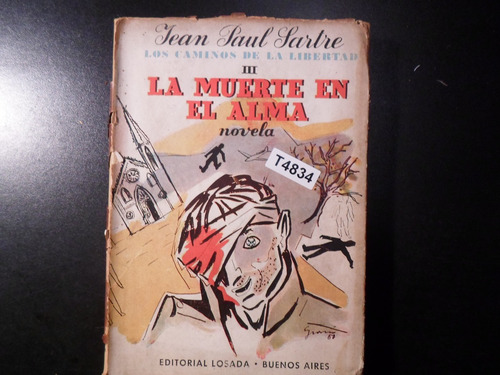 Jean Paul Sartre
LOS CAMINOS DE LA LIBERTAD
III
LA MUERTE EN
EL ALMA
novela
T4834
EDITORIAL LOSADA • BUENOS AIRES